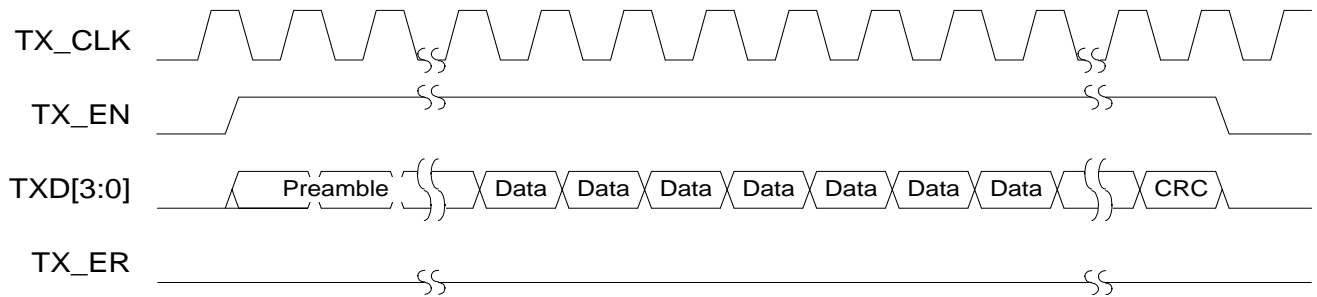 TX_CLK
TX_EN
TXD[3:0] Preamble Data Data Data Data Data Data Data CRC
TX_ER